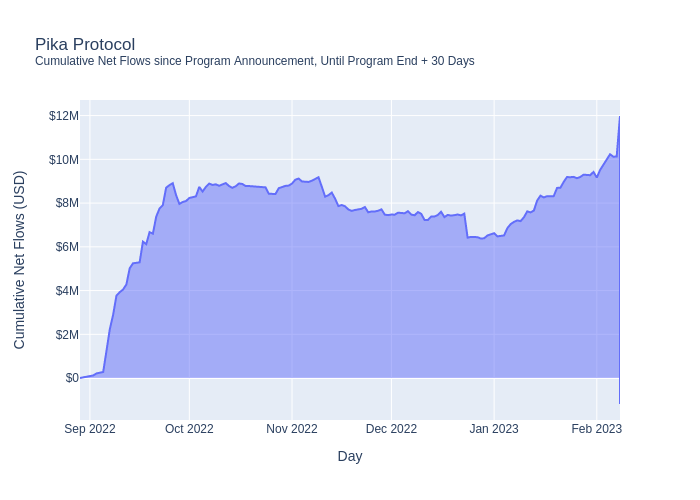 Pika Protocol
Cumulative Net Flows since Program Announcement, Until Program End + 30 Days
Cumulative Net Flows (USD)
$12M
$10M
$8M
$6M
$4M
$2M
$0
Sep 2022 Oct 2022 Nov 2022 Dec 2022 Jan 2023 Feb 2023
Day